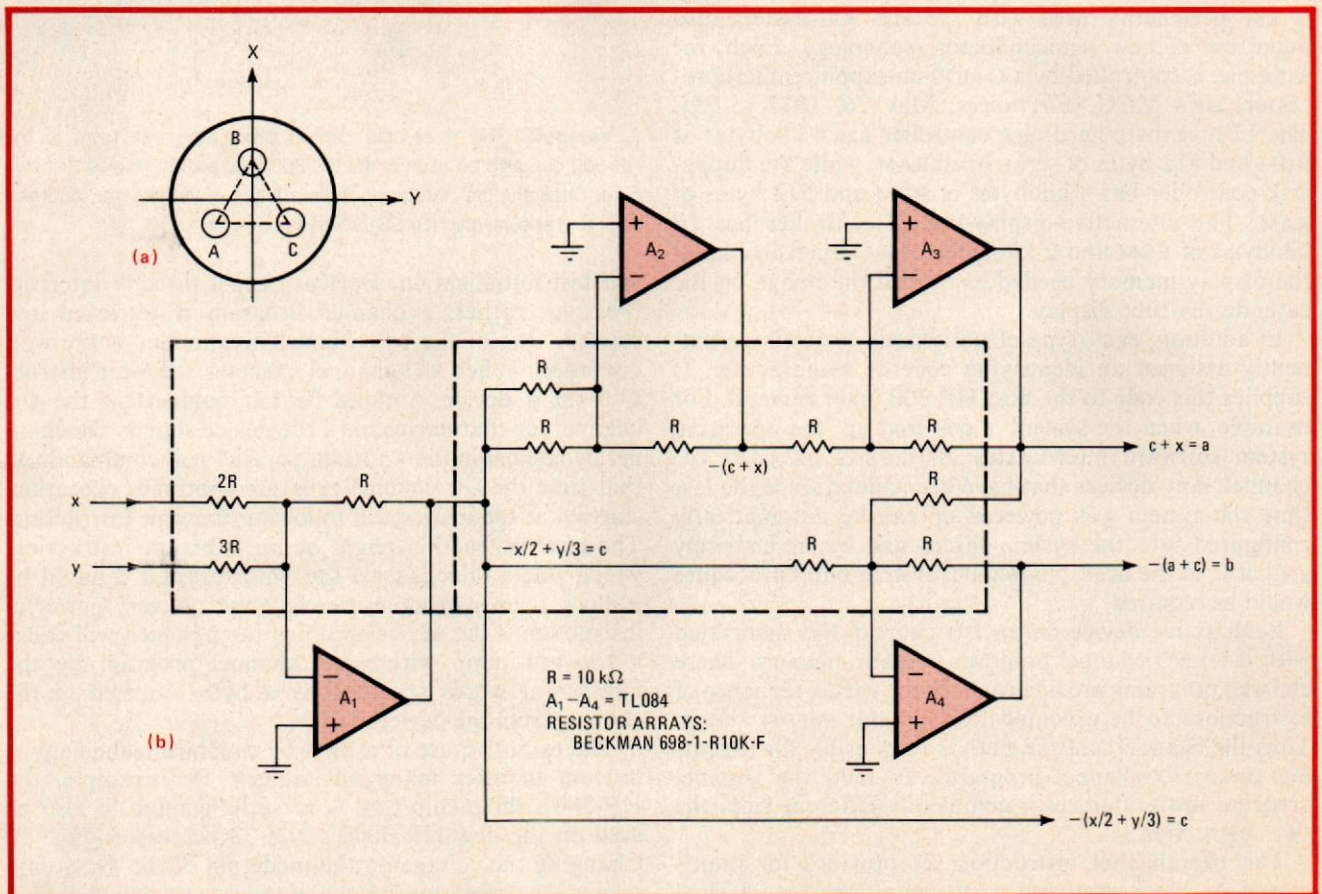 X
B
Y
A
C
(a)
+
A2
−
+
A3
−
R
R
R
R
R
c + x = a
−(c + x)
x
2R
R
R
−x/2 + y/3 = c
y
3R
R
R
−(a + c) = b
−
A1
+
−
A4
+
R = 10 kΩ
A1–A4 = TL084
RESISTOR ARRAYS:
BECKMAN 698-1-R10K-F
(b)
−(x/2 + y/3) = c